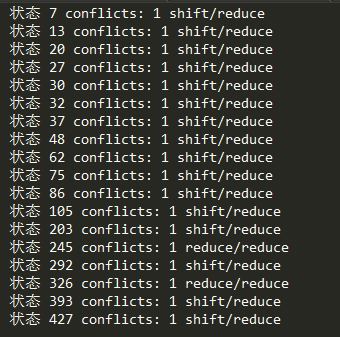 状态 7 conflicts: 1 shift/reduce
状态 13 conflicts: 1 shift/reduce
状态 20 conflicts: 1 shift/reduce
状态 27 conflicts: 1 shift/reduce
状态 30 conflicts: 1 shift/reduce
状态 32 conflicts: 1 shift/reduce
状态 37 conflicts: 1 shift/reduce
状态 48 conflicts: 1 shift/reduce
状态 62 conflicts: 1 shift/reduce
状态 75 conflicts: 1 shift/reduce
状态 86 conflicts: 1 shift/reduce
状态 105 conflicts: 1 shift/reduce
状态 203 conflicts: 1 shift/reduce
状态 245 conflicts: 1 reduce/reduce
状态 292 conflicts: 1 shift/reduce
状态 326 conflicts: 1 reduce/reduce
状态 393 conflicts: 1 shift/reduce
状态 427 conflicts: 1 shift/reduce